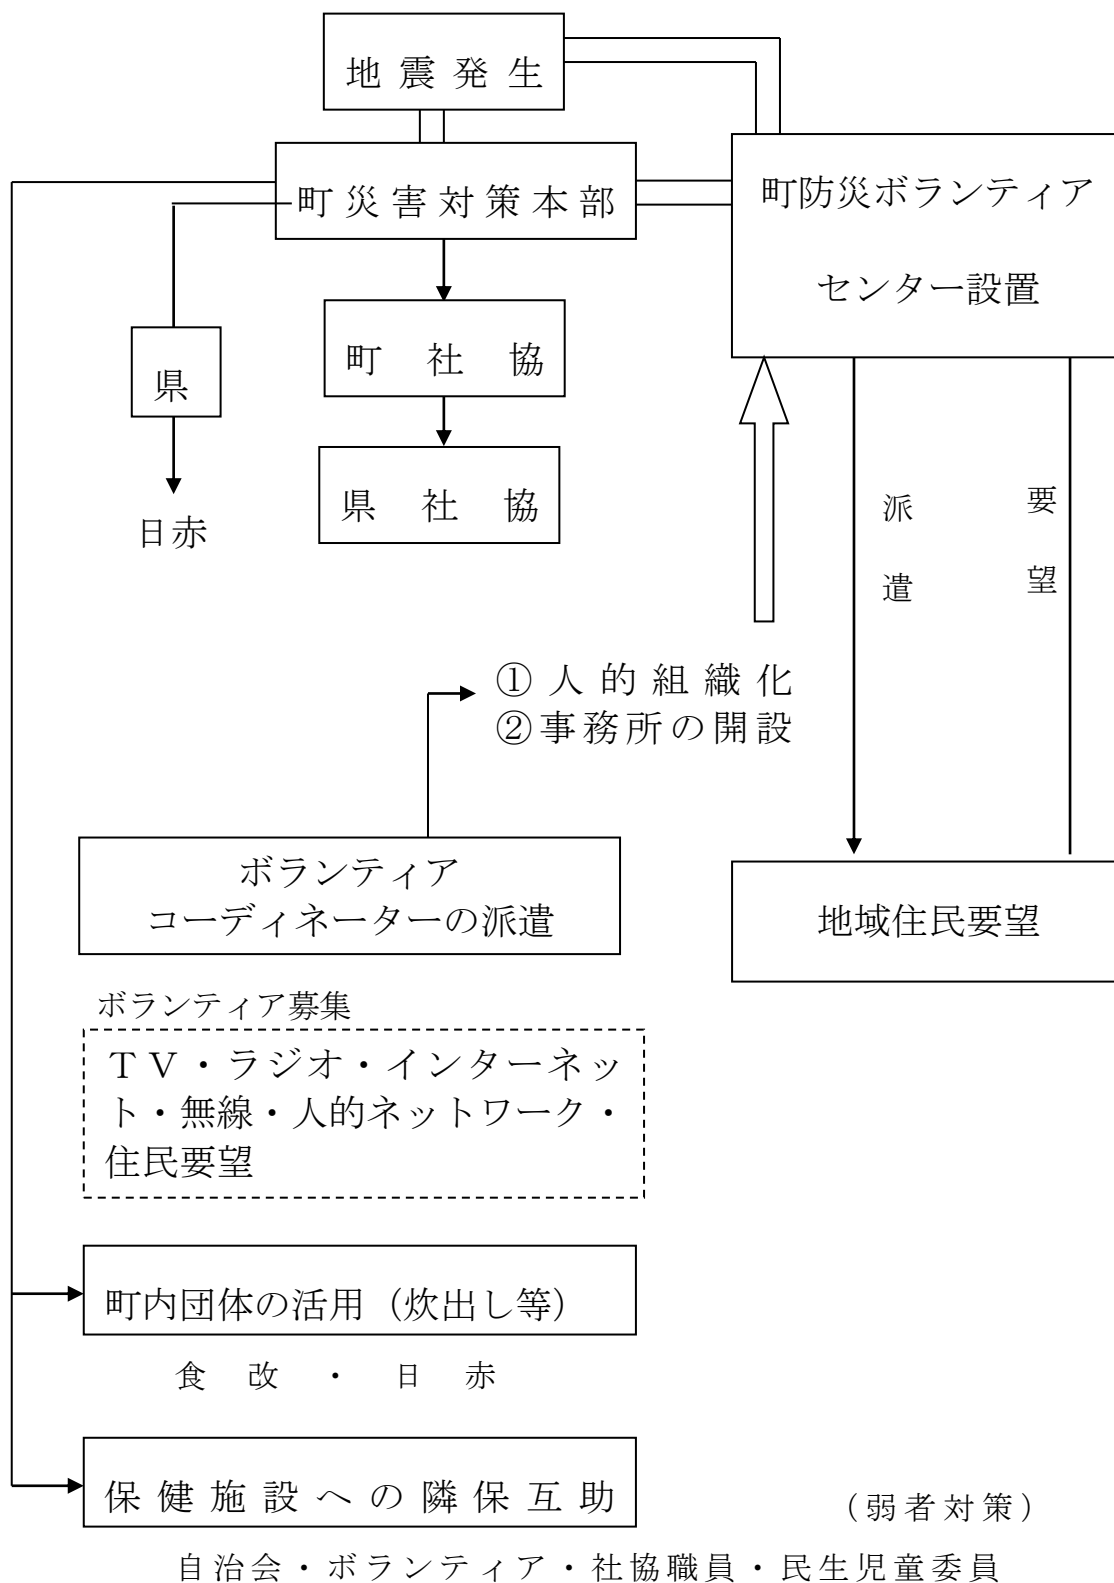 地震発生
町災害対策本部
町防災ボランティア
センター設置
県
町社協
日赤
県社協
派遣
要望
①人的組織化
②事務所の開設
ボランティア
コーディネーターの派遣
地域住民要望
ボランティア募集
ＴＶ・ラジオ・インターネッ
ト・無線・人的ネットワーク・
住民要望
町内団体の活用（炊出し等）
食改・日赤
保健施設への隣保互助
（弱者対策）
自治会・ボランティア・社協職員・民生児童委員